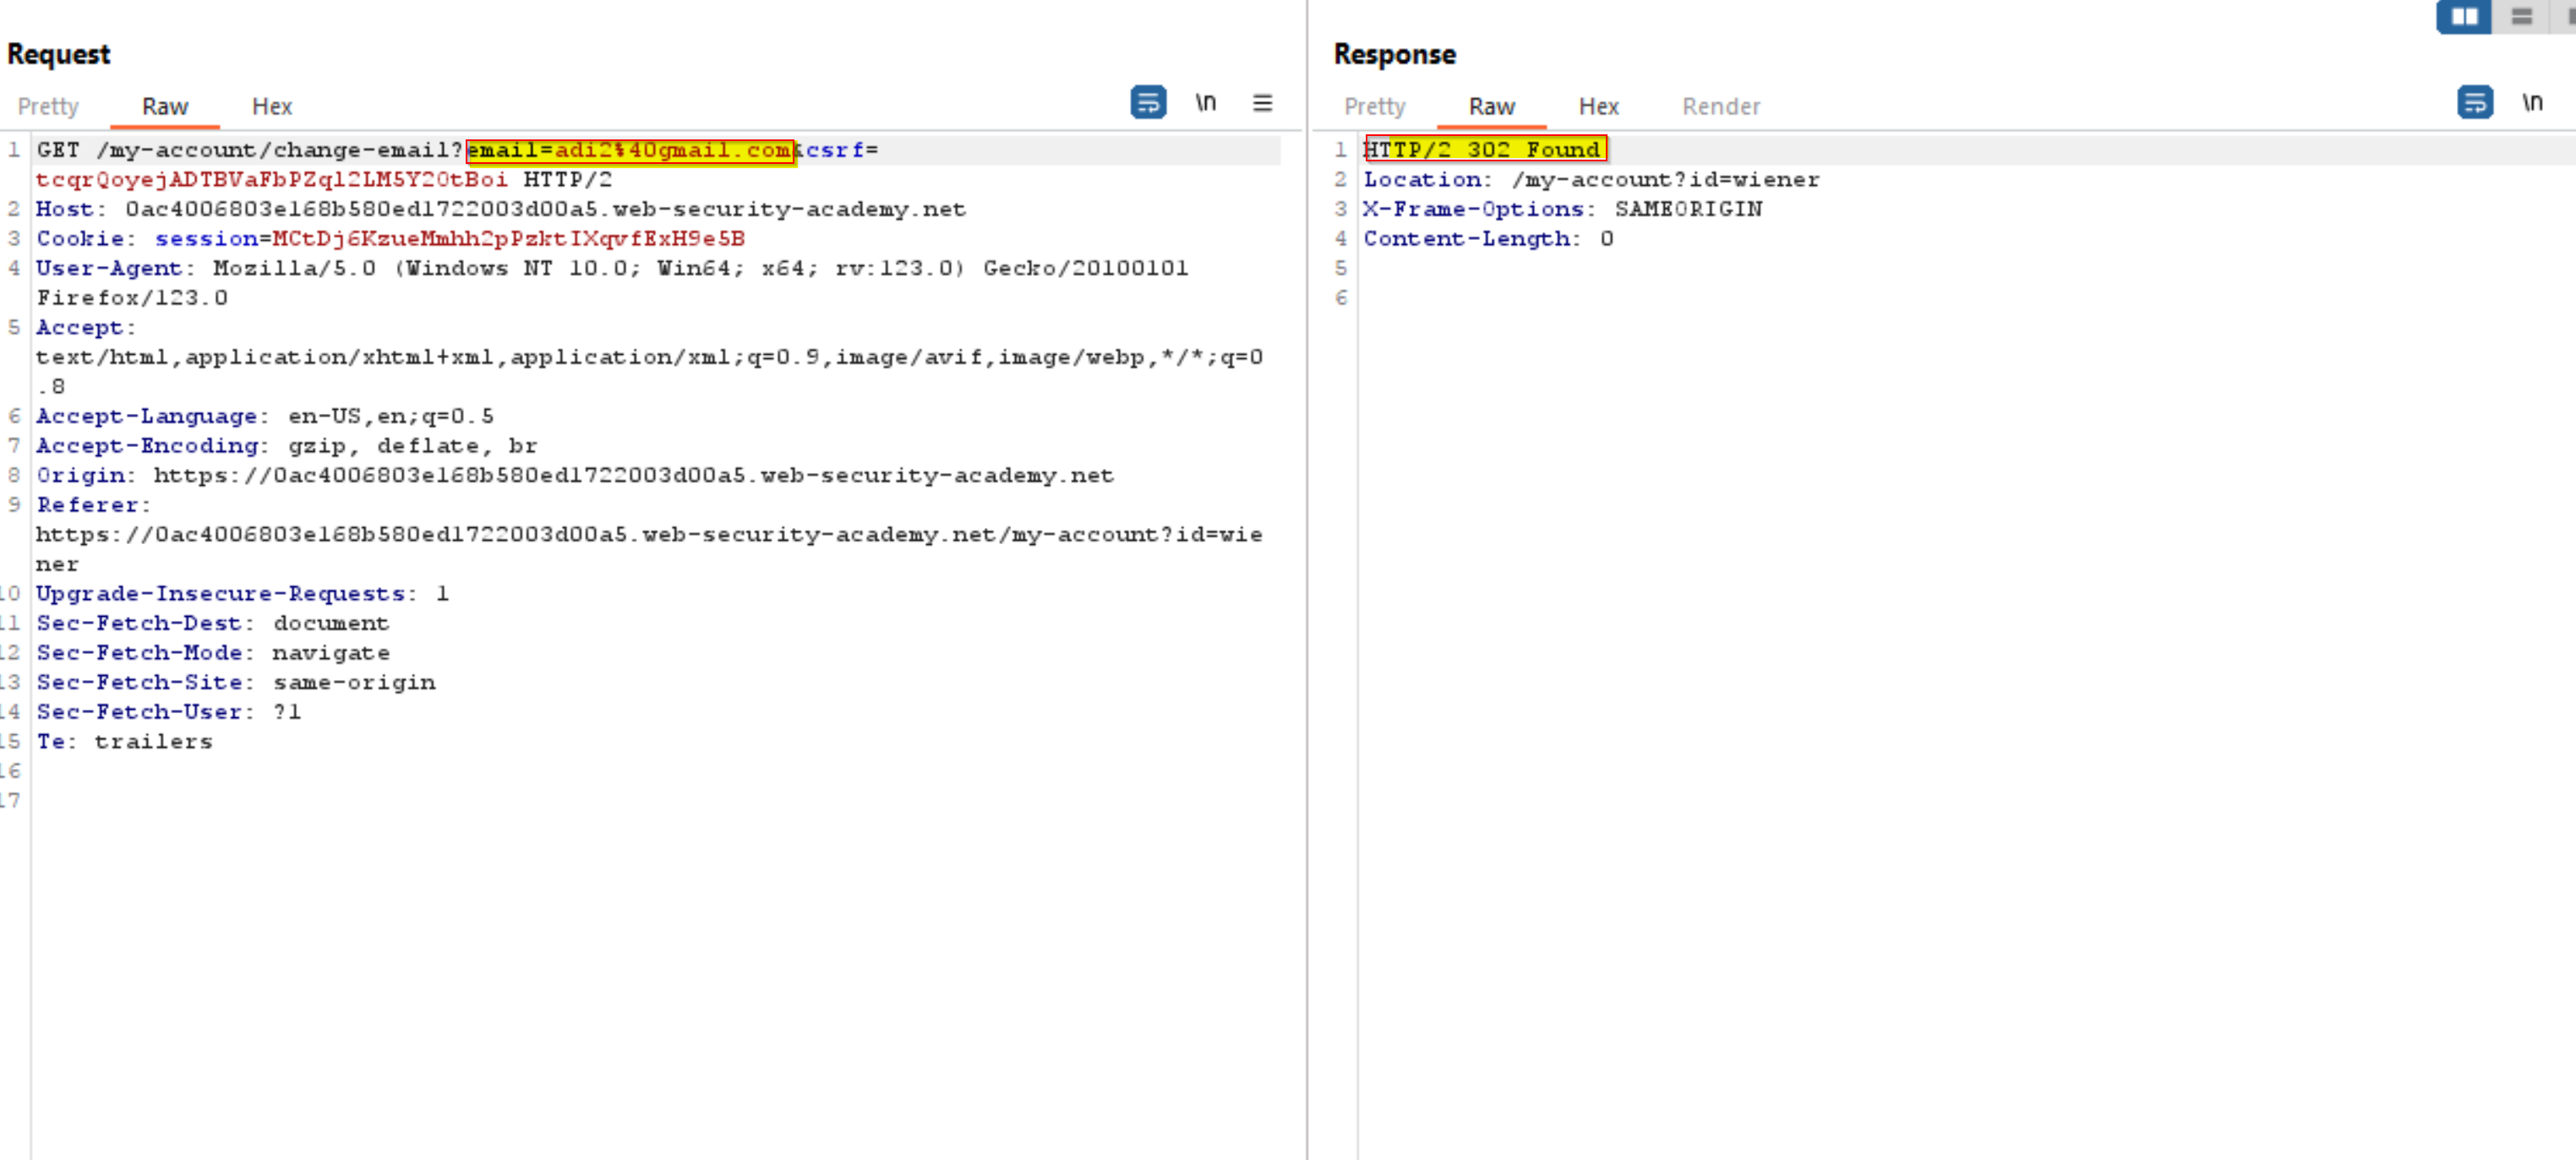 Request
Pretty Raw Hex
\n
1 GET /my-account/change-email?email=adi2%40gmail.com&csrf=
tcqrQoyejADTBVaFbPZql2LM5Y20tBoi HTTP/2
2 Host: 0ac4006803e168b580ed1722003d00a5.web-security-academy.net
3 Cookie: session=MCtDj6KzueMmhh2pPzktIXqvfExH9e5B
4 User-Agent: Mozilla/5.0 (Windows NT 10.0; Win64; x64; rv:123.0) Gecko/20100101
Firefox/123.0
5 Accept:
text/html,application/xhtml+xml,application/xml;q=0.9,image/avif,image/webp,*/*;q=0
.8
6 Accept-Language: en-US,en;q=0.5
7 Accept-Encoding: gzip, deflate, br
8 Origin: https://0ac4006803e168b580ed1722003d00a5.web-security-academy.net
9 Referer:
https://0ac4006803e168b580ed1722003d00a5.web-security-academy.net/my-account?id=wie
ner
10 Upgrade-Insecure-Requests: 1
11 Sec-Fetch-Dest: document
12 Sec-Fetch-Mode: navigate
13 Sec-Fetch-Site: same-origin
14 Sec-Fetch-User: ?1
15 Te: trailers
16
17
Response
Pretty Raw Hex Render
\n
1 HTTP/2 302 Found
2 Location: /my-account?id=wiener
3 X-Frame-Options: SAMEORIGIN
4 Content-Length: 0
5
6